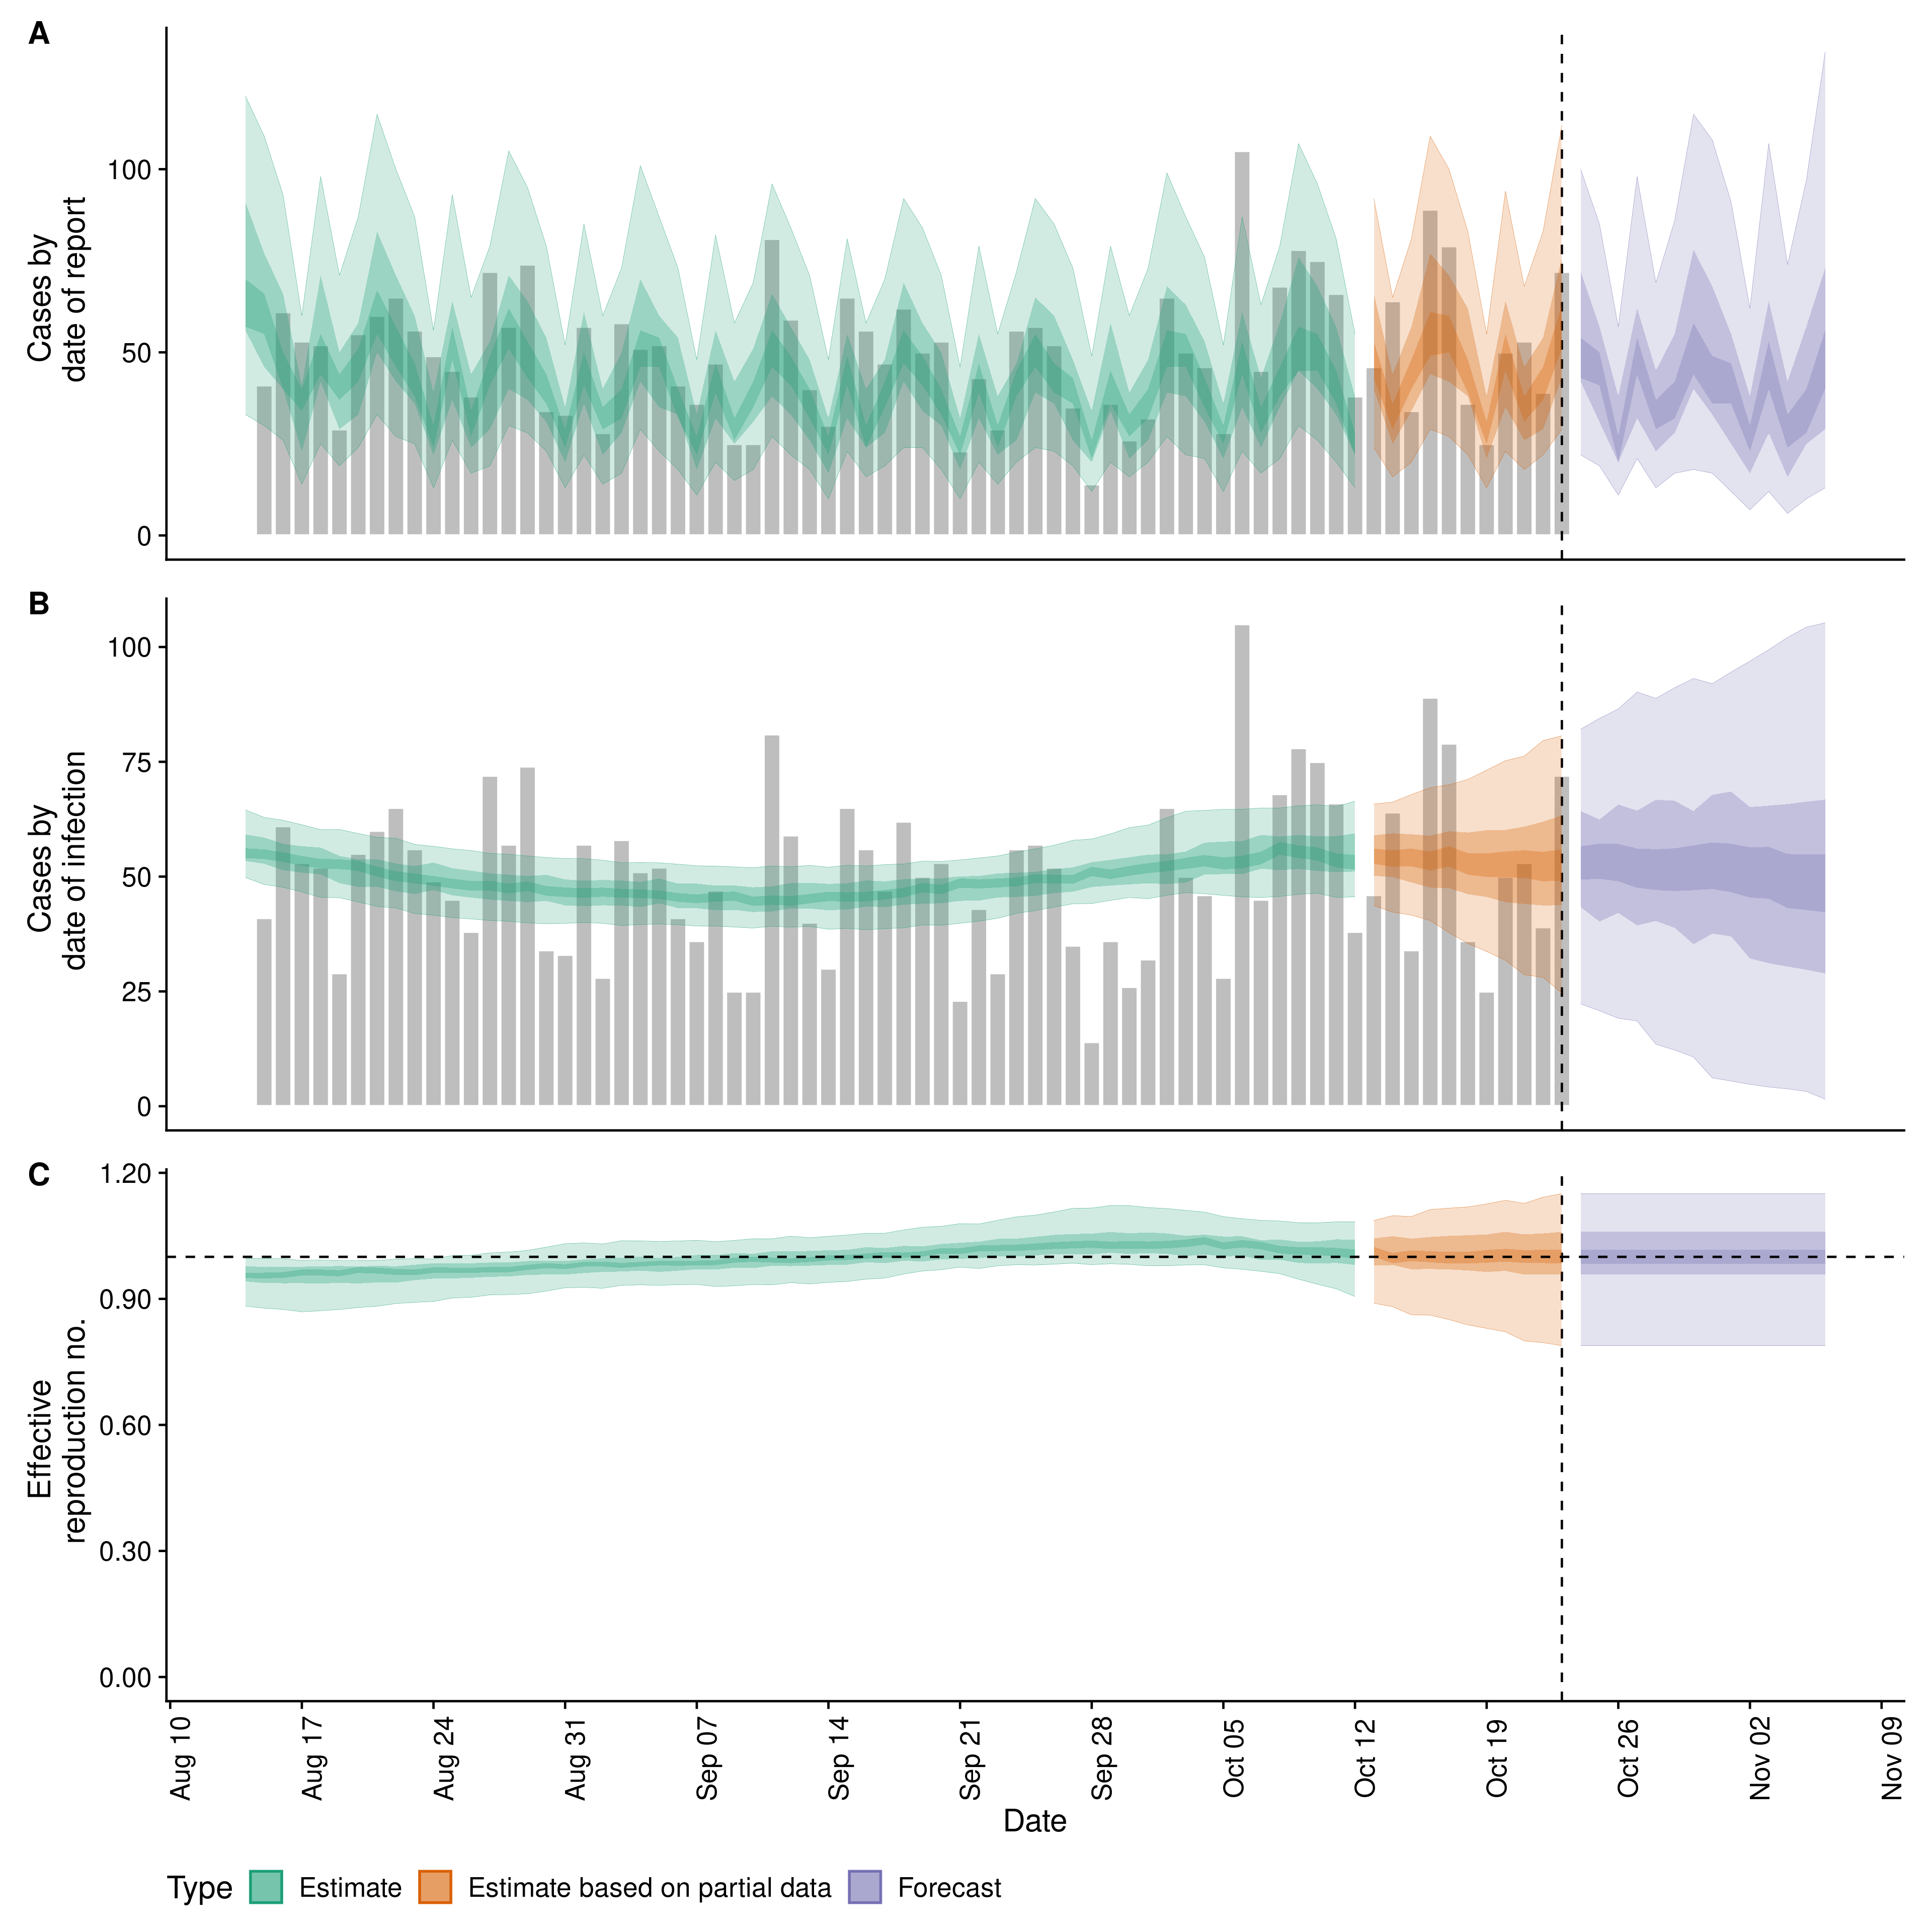 A
Cases by
date of report
100
50
0
B
Cases by
date of infection
100
75
50
25
0
C
Effective
reproduction no.
1.20
0.90
0.60
0.30
0.00
Aug 10
Aug 17
Aug 24
Aug 31
Sep 07
Sep 14
Sep 21
Sep 28
Oct 05
Oct 12
Oct 19
Oct 26
Nov 02
Nov 09
Date
Type Estimate Estimate based on partial data Forecast